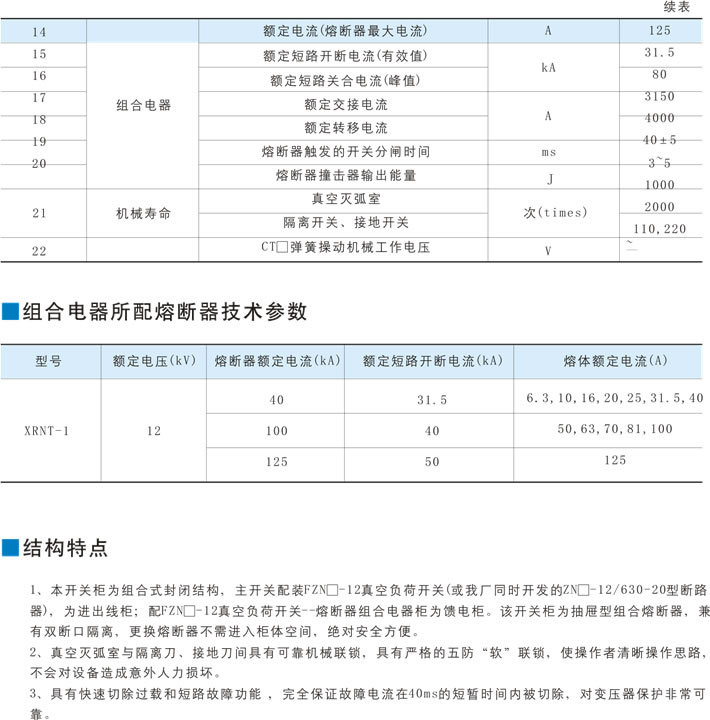 续表
14 额定电流(熔断器最大电流) A 125
15 额定短路开断电流(有效值) 31.5
kA
16 额定短路关合电流(峰值) 80
组合电器
17 额定交接电流 3150
A
18 额定转移电流 4000
19 熔断器触发的开关分闸时间 ms 40±5
20 熔断器撞击器输出能量 J 3~5
21 机械寿命 真空灭弧室 次(times) 1000
隔离开关、接地开关 2000
22 CT□弹簧操动机械工作电压 V 110,220
~
组合电器所配熔断器技术参数
型号 额定电压(kV) 熔断器额定电流(kA) 额定短路开断电流(kA) 熔体额定电流(A)
40 31.5 6.3,10,16,20,25,31.5,40
XRNT-1 12 100 40 50,63,70,81,100
125 50 125
结构特点
1、本开关柜为组合式封闭结构，主开关配装FZN□-12真空负荷开关(或我厂同时开发的ZN□-12/630-20型断路
器)，为进出线柜；配FZN□-12真空负荷开关--熔断器组合电器柜为馈电柜。该开关柜为抽屉型组合熔断器，兼
有双断口隔离，更换熔断器不需进入柜体空间，绝对安全方便。
2、真空灭弧室与隔离刀、接地刀间具有可靠机械联锁，具有严格的五防“软”联锁，使操作者清晰操作思路，
不会对设备造成意外人力损坏。
3、具有快速切除过载和短路故障功能，完全保证故障电流在40ms的短暂时间内被切除，对变压器保护非常可
靠。